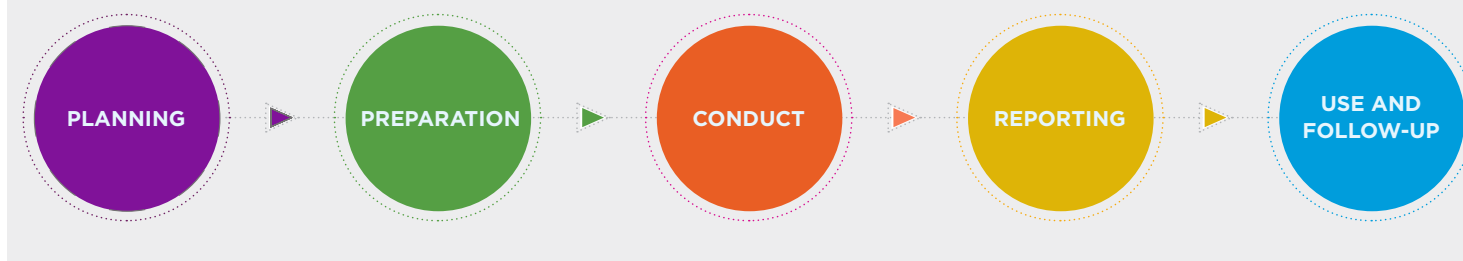 PLANNING
PREPARATION
CONDUCT
REPORTING
USE AND
FOLLOW-UP